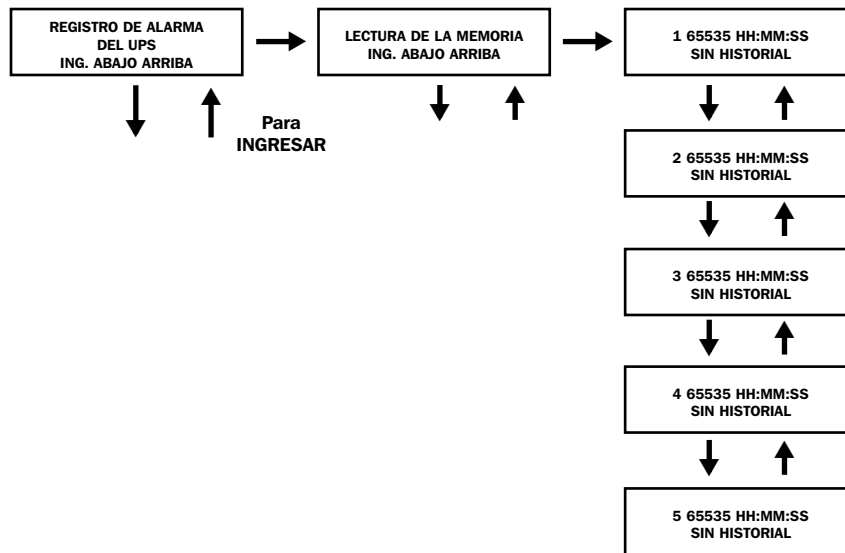 REGISTRO DE ALARMA
DEL UPS
ING. ABAJO ARRIBA
LECTURA DE LA MEMORIA
ING. ABAJO ARRIBA
1 65535 HH:MM:SS
SIN HISTORIAL
Para
INGRESAR
2 65535 HH:MM:SS
SIN HISTORIAL
3 65535 HH:MM:SS
SIN HISTORIAL
4 65535 HH:MM:SS
SIN HISTORIAL
5 65535 HH:MM:SS
SIN HISTORIAL